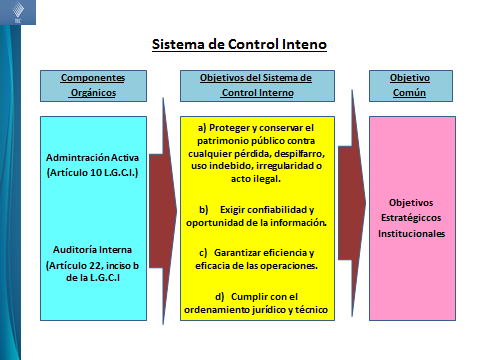 Sistema de Control Inteno
Componentes
Orgánicos
Objetivos del Sistema de
Control Interno
Objetivo
Común
Admintración Activa
(Artículo 10 L.G.C.I.)
Auditoría Interna
(Artículo 22, inciso b
de la L.G.C.I
a) Proteger y conservar el
patrimonio público contra
cualquier pérdida, despilfarro,
uso indebido, irregularidad o
acto ilegal.
b) Exigir confiabilidad y
oportunidad de la información.
c) Garantizar eficiencia y
eficacia de las operaciones.
d) Cumplir con el
ordenamiento jurídico y técnico
Objetivos
Estratégiccos
Institucionales